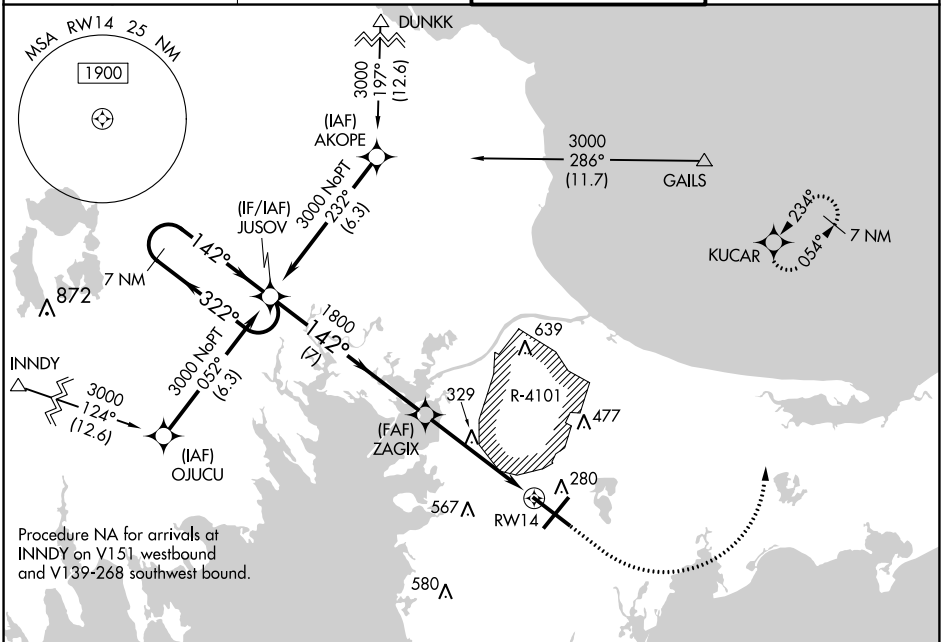 MSA RW14 25 NM
1900
DUNKK
3000
197°
(12.6)
(IAF)
AKOPE
3000
286°
(11.7)
GAILS
3000 NoPT
232°
(6.3)
(IF/IAF)
JUSOV
142°
7 NM
322°
872
234°
054°
7 NM
KUCAR
1800
142°
(7)
639
R-4101
329
477
INNDY
3000
124°
(12.6)
3000 NoPT
052°
(6.3)
(IAF)
OJUCU
(FAF)
ZAGIX
280
567
RW14
Procedure NA for arrivals at
INNDY on V151 westbound
and V139-268 southwest bound.
580